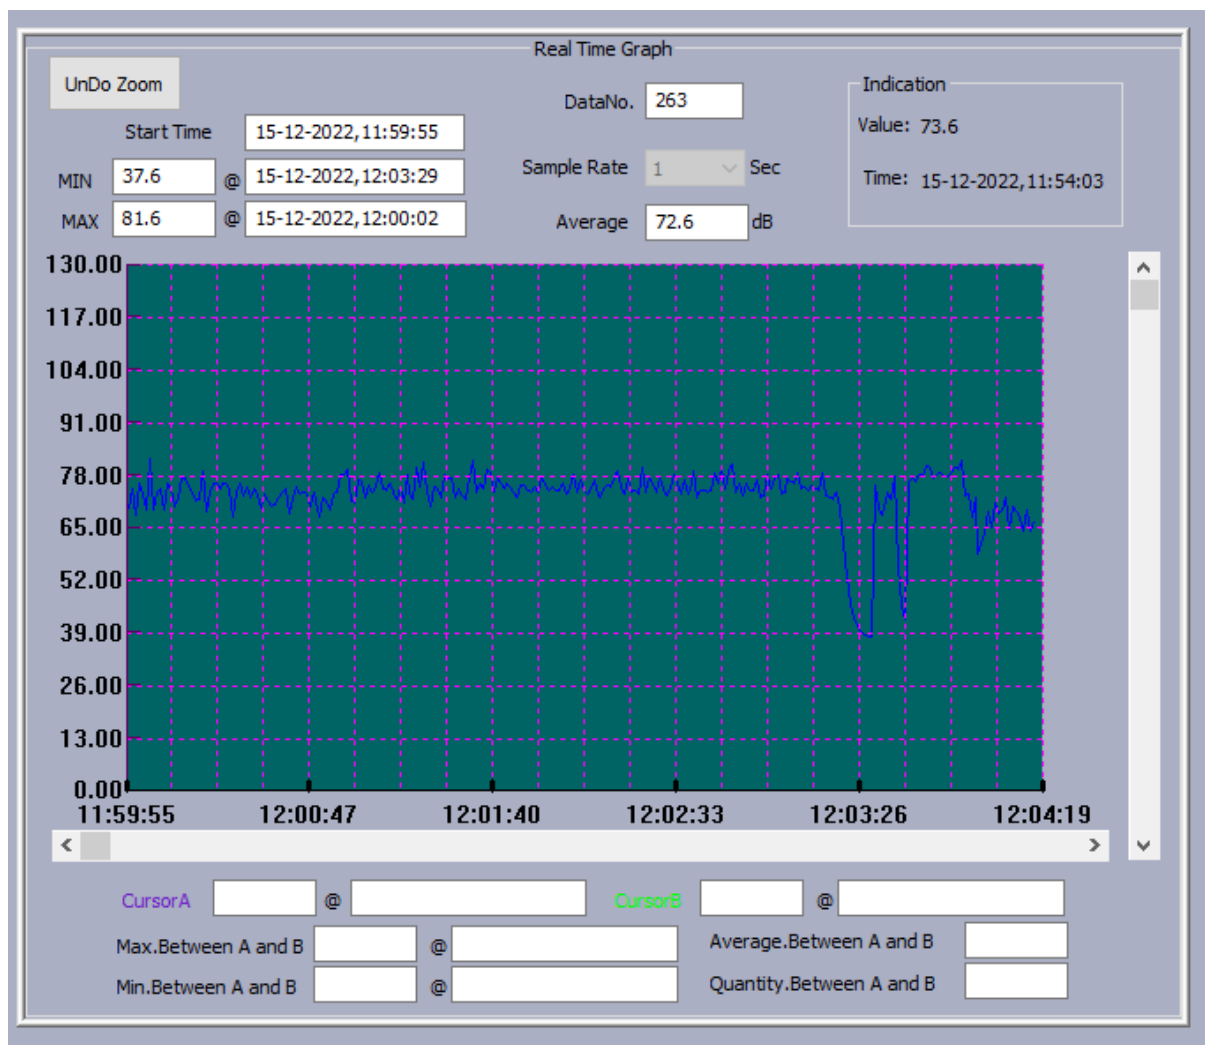 Real Time Graph
UnDo Zoom
DataNo. 263
Indication
Value: 73.6
Start Time 15-12-2022,11:59:55
MIN 37.6 @ 15-12-2022,12:03:29
Sample Rate 1 Sec
Time: 15-12-2022,11:54:03
MAX 81.6 @ 15-12-2022,12:00:02
Average 72.6 dB
130.00
117.00
104.00
91.00
78.00
65.00
52.00
39.00
26.00
13.00
0.00
11:59:55 12:00:47 12:01:40 12:02:33 12:03:26 12:04:19
CursorA @ CursorB @
Max.Between A and B @ Average.Between A and B
Min.Between A and B @ Quantity.Between A and B